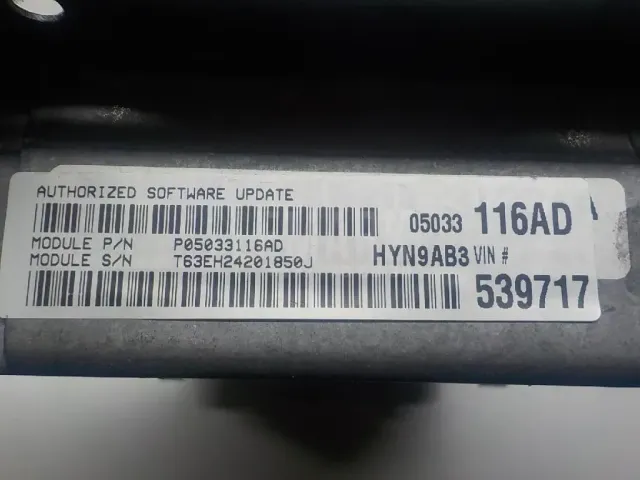 AUTHORIZED SOFTWARE UPDATE
05033 116AD
MODULE P/N P05033116AD
MODULE S/N T63EH24201850J
HYN9AB3 VIN #
539717